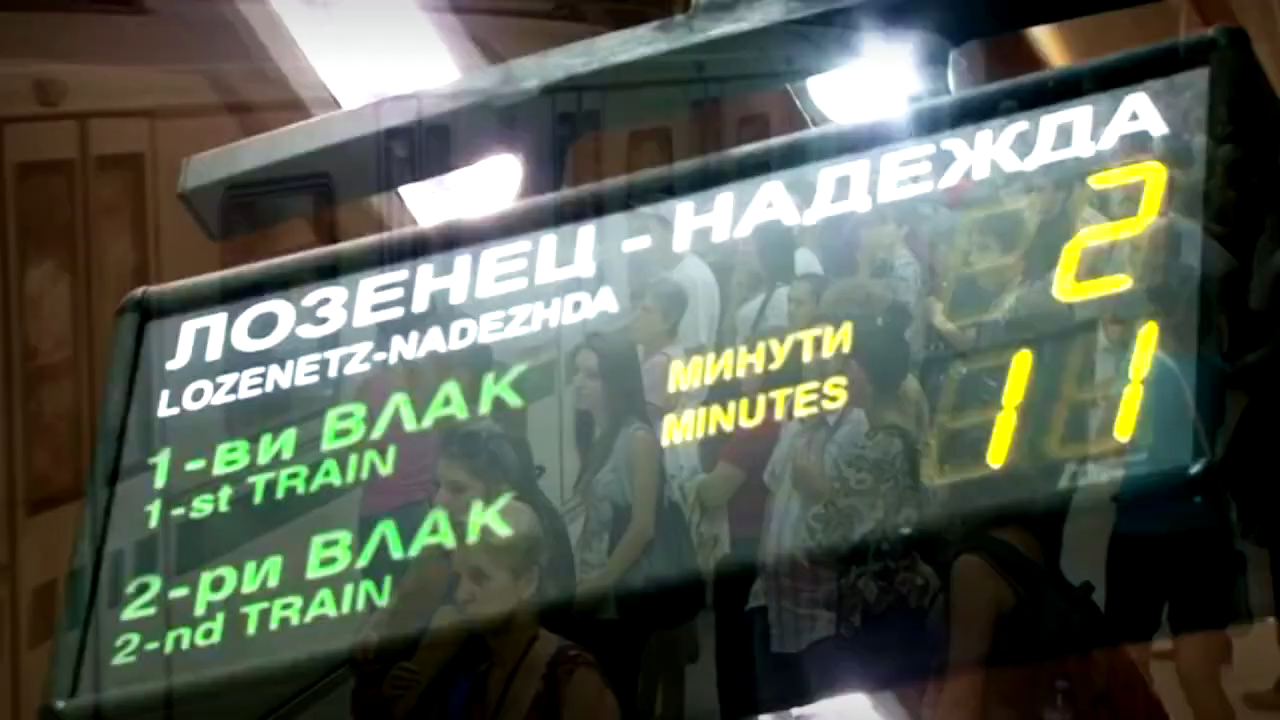 ЛОЗЕНЕЦ - НАДЕЖДА
LOZENETZ-NADEZHDA
2
1-ви ВЛАК
1-st TRAIN
МИНУТИ
MINUTES
11
2-ри ВЛАК
2-nd TRAIN